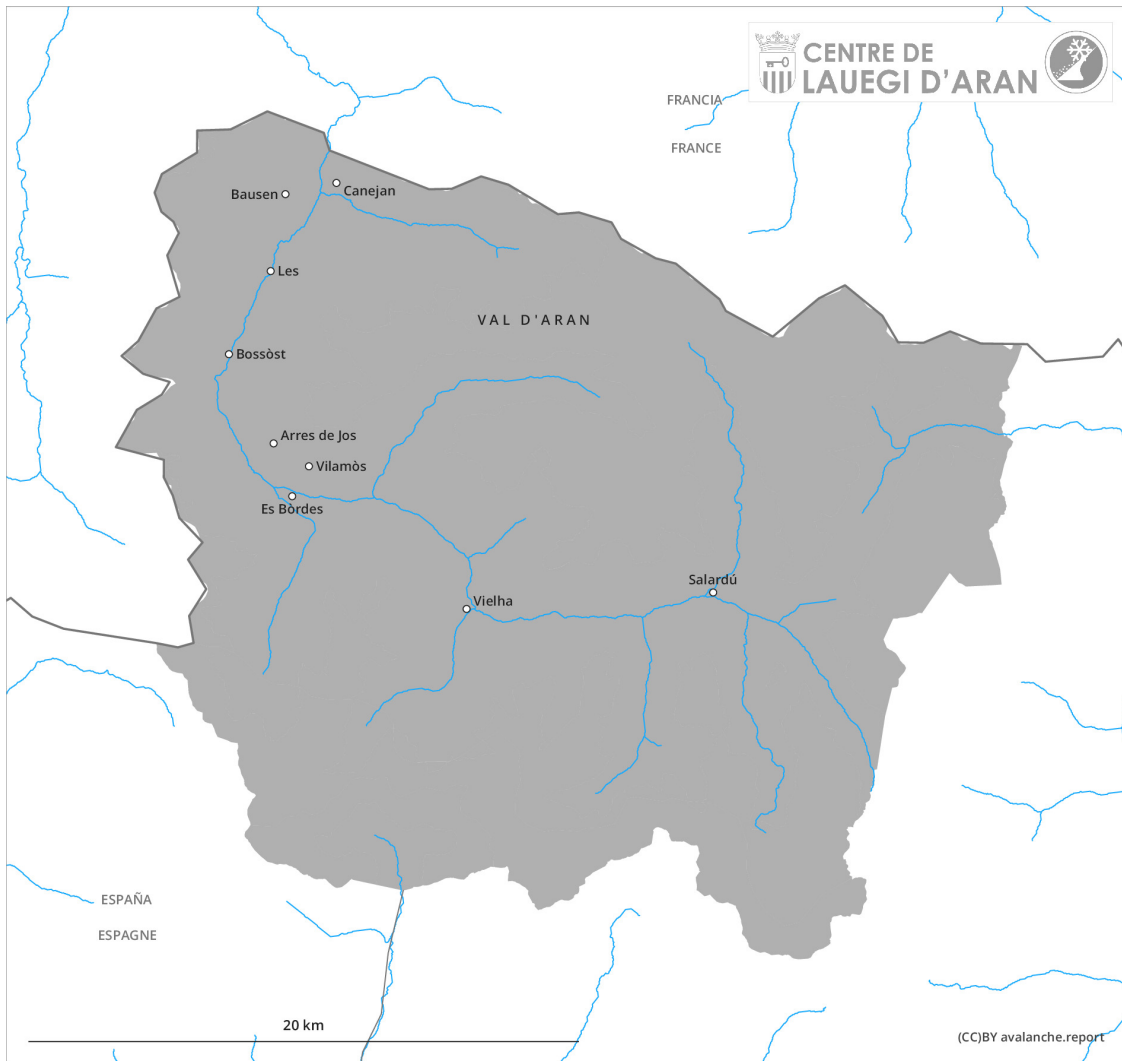 CENTRE DE
LAUEGI D'ARAN
FRANCIA
FRANCE
Bausen
Canejan
Les
VAL D'ARAN
Bossòst
Arres de Jos
Vilamòs
Es Bòrdes
Salardú
Vielha
ESPAÑA
ESPAGNE
20 km
(CC)BY avalanche.report